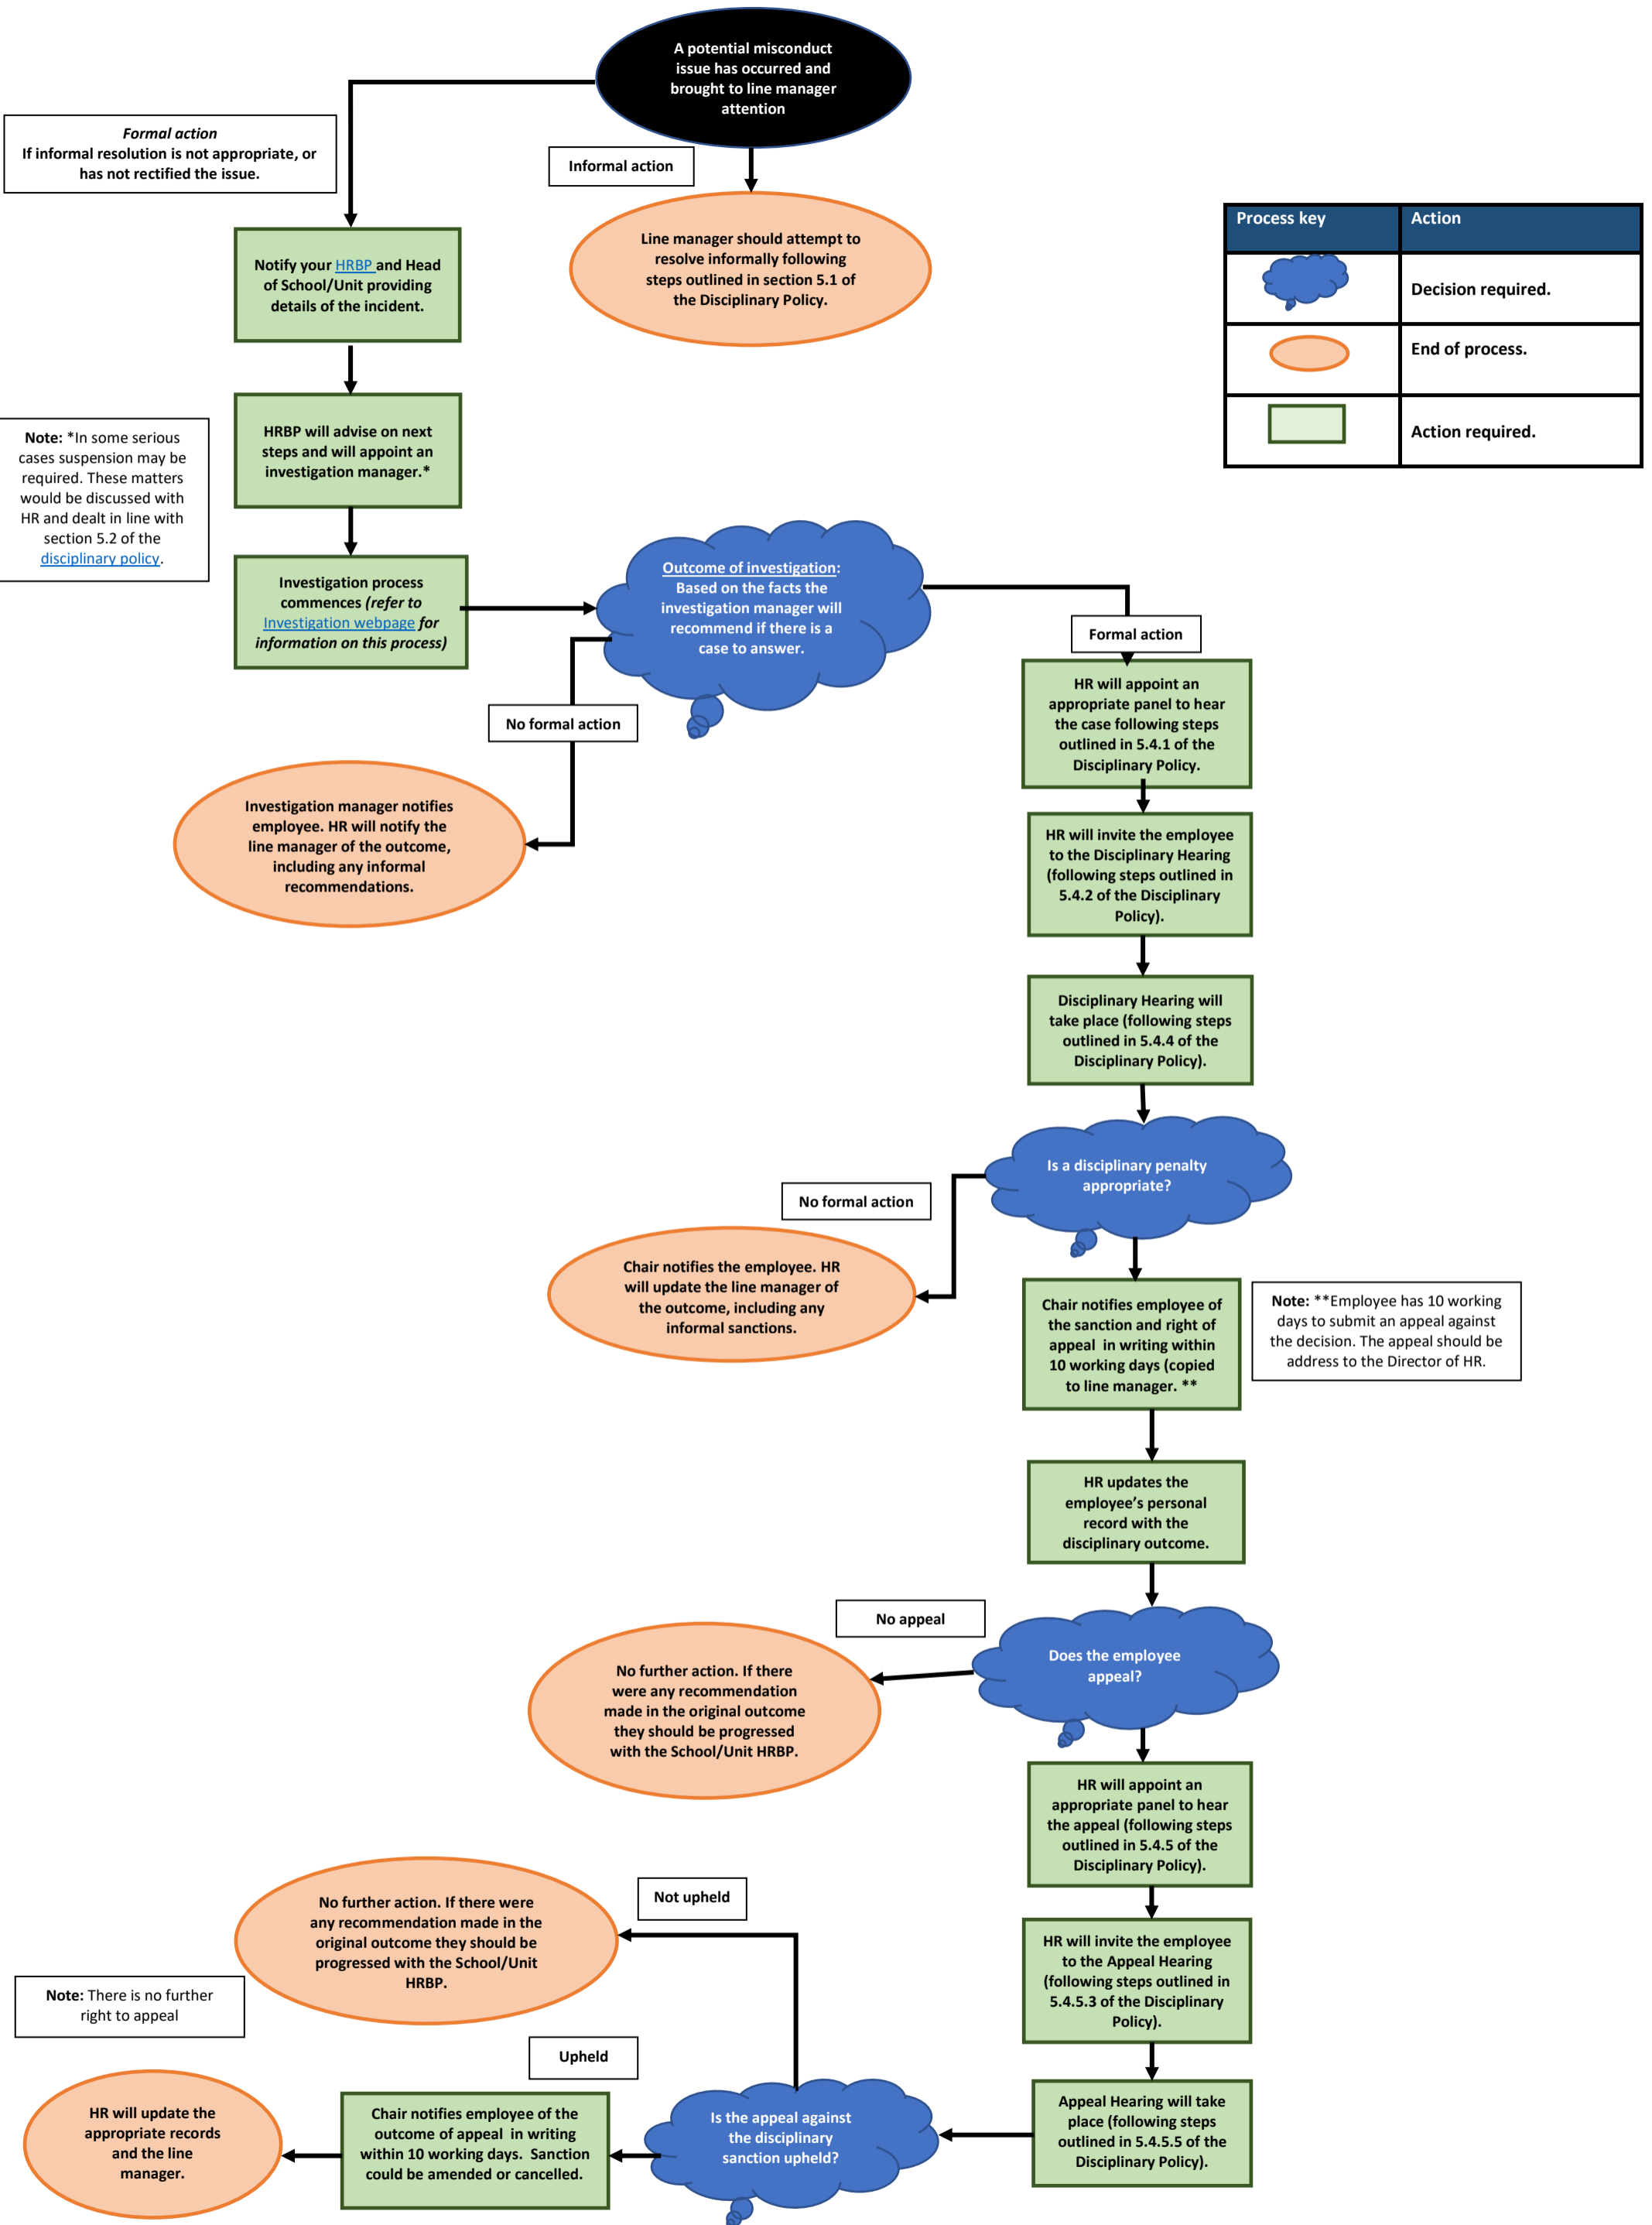 A potential misconduct
issue has occurred and
brought to line manager
attention
Formal action
If informal resolution is not appropriate, or
has not rectified the issue.
Informal action
Line manager should attempt to
resolve informally following
steps outlined in section 5.1 of
the Disciplinary Policy.
Process key
Action
Decision required.
End of process.
Action required.
Notify your HRBP and Head
of School/Unit providing
details of the incident.
HRBP will advise on next
steps and will appoint an
investigation manager.*
Note: *In some serious
cases suspension may be
required. These matters
would be discussed with
HR and dealt in line with
section 5.2 of the
disciplinary policy.
Investigation process
commences (refer to
Investigation webpage for
information on this process)
Outcome of investigation:
Based on the facts the
investigation manager will
recommend if there is a
case to answer.
Formal action
No formal action
Investigation manager notifies
employee. HR will notify the
line manager of the outcome,
including any informal
recommendations.
HR will appoint an
appropriate panel to hear
the case following steps
outlined in 5.4.1 of the
Disciplinary Policy.
HR will invite the employee
to the Disciplinary Hearing
(following steps outlined in
5.4.2 of the Disciplinary
Policy).
Disciplinary Hearing will
take place (following steps
outlined in 5.4.4 of the
Disciplinary Policy).
Is a disciplinary penalty
appropriate?
No formal action
Chair notifies the employee. HR
will update the line manager of
the outcome, including any
informal sanctions.
Chair notifies employee of
the sanction and right of
appeal in writing within
10 working days (copied
to line manager. **
Note: **Employee has 10 working
days to submit an appeal against
the decision. The appeal should be
address to the Director of HR.
HR updates the
employee’s personal
record with the
disciplinary outcome.
Does the employee
appeal?
No appeal
No further action. If there
were any recommendation
made in the original outcome
they should be progressed
with the School/Unit HRBP.
HR will appoint an
appropriate panel to hear
the appeal (following steps
outlined in 5.4.5 of the
Disciplinary Policy).
HR will invite the employee
to the Appeal Hearing
(following steps outlined in
5.4.5.3 of the Disciplinary
Policy).
Appeal Hearing will take
place (following steps
outlined in 5.4.5.5 of the
Disciplinary Policy).
Is the appeal against
the disciplinary
sanction upheld?
Not upheld
No further action. If there were
any recommendation made in the
original outcome they should be
progressed with the School/Unit
HRBP.
Note: There is no further
right to appeal
Upheld
Chair notifies employee of the
outcome of appeal in writing
within 10 working days. Sanction
could be amended or cancelled.
HR will update the
appropriate records
and the line
manager.